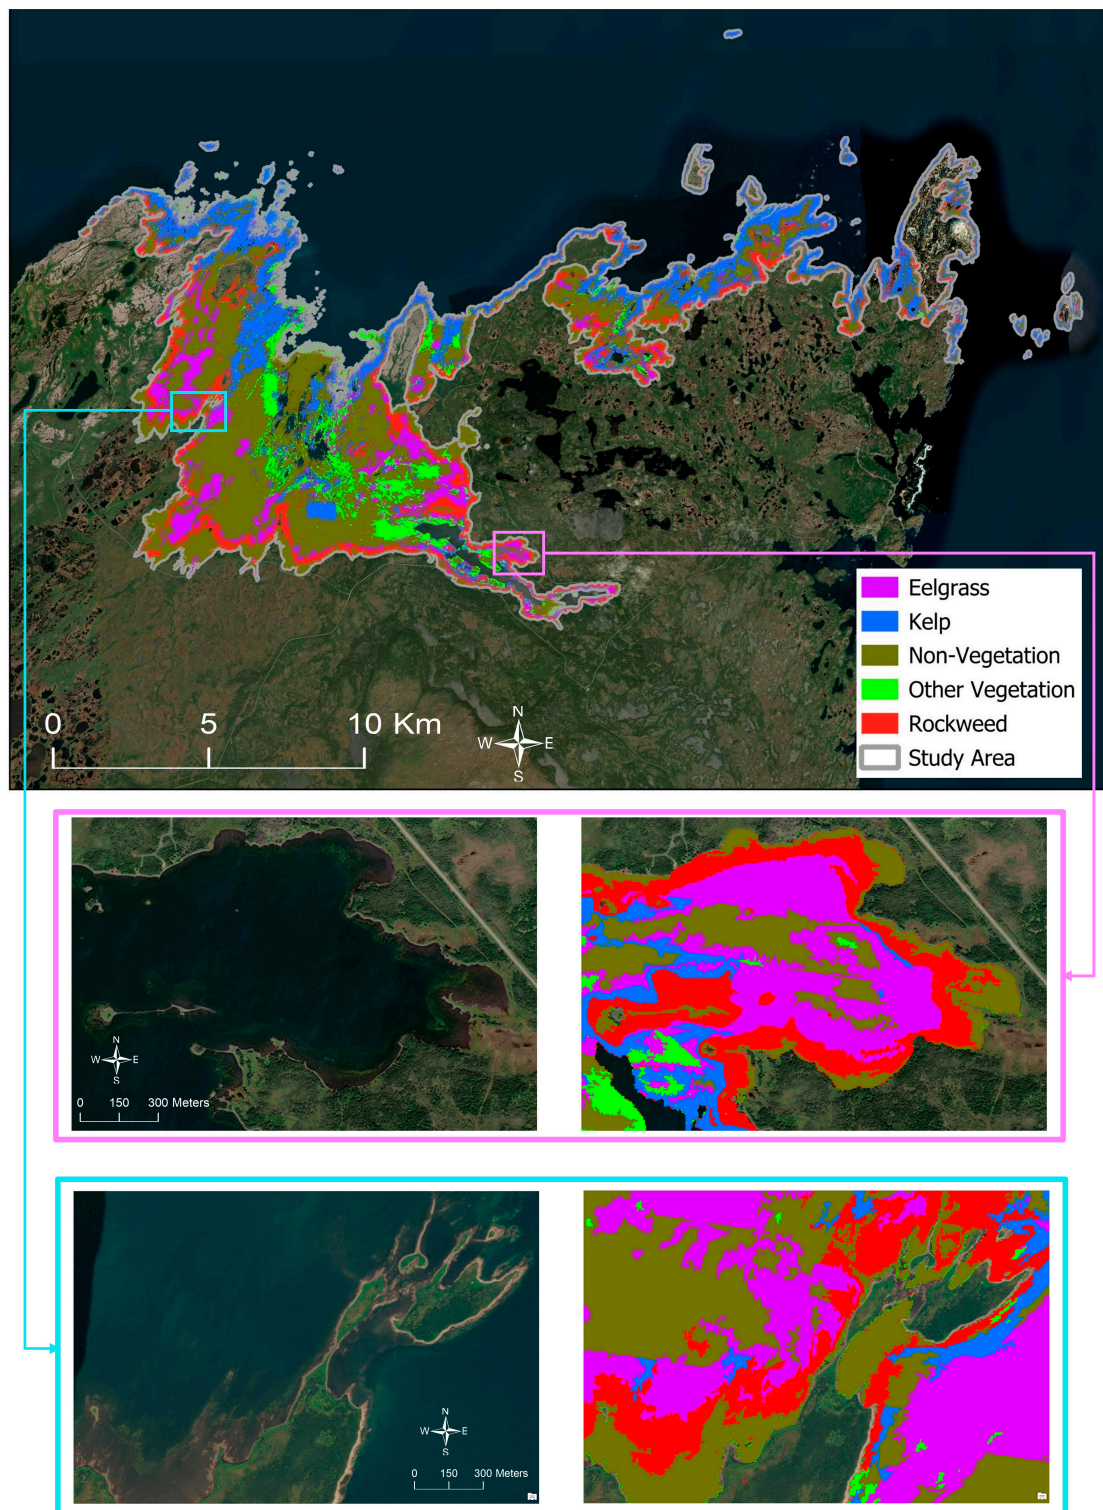 Eelgrass
Kelp
Non-Vegetation
Other Vegetation
Rockweed
Study Area
0 5 10 Km
N
W E
S
N
W E
S
0 150 300 Meters
N
W E
S
0 150 300 Meters